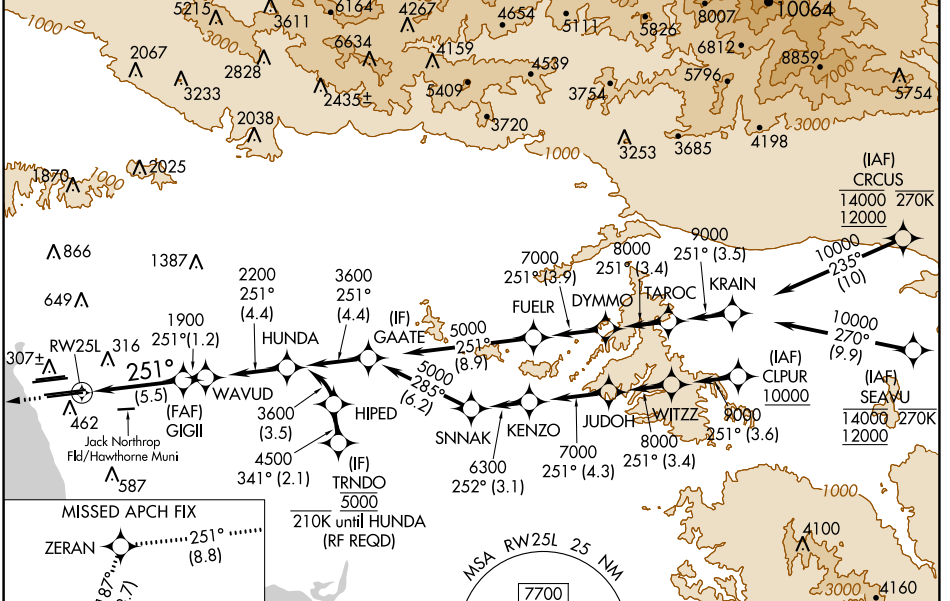 1000
5215
3611
6164
4267
4654
5111
5826
8007
10064
3000
2067
3233
2828
6634
2435±
4159
5409
4539
3754
6812
5796
8859
7000
5754
2038
3720
1000
3253
3685
4198
3000
1870
1000
2025
(IAF)
CRCUS
14000 270K
12000
866
1387
649
307±
RW25L
316
462
Jack Northrop
Fld/Hawthorne Muni
587
251°
(5.5)
1900
251° (1.2)
(FAF)
GIGII
WAVUD
2200
251°
(4.4)
HUNDA
3600
251°
(4.4)
(IF)
GAATE
5000
251°
(8.9)
FUELR
7000
251° (3.9)
DYMMO
8000
251° (3.4)
TAROC
9000
251° (3.5)
KRAIN
10000
235°
(10)
10000
270°
(9.9)
(IAF)
SEAVU
14000 270K
12000
(IAF)
CLPUR
10000
9000
251° (3.6)
WITZZ
8000
251° (3.4)
JUDOH
7000
251° (4.3)
KENZO
6300
252° (3.1)
SNNAK
5000
285°
(6.2)
3600
(3.5)
HIPED
4500
341° (2.1)
(IF)
TRNDO
5000
210K until HUNDA
(RF REQD)
MISSED APCH FIX
ZERAN
251°
(8.8)
MSA RW25L 25 NM
7700
1000
4100
3000
4160